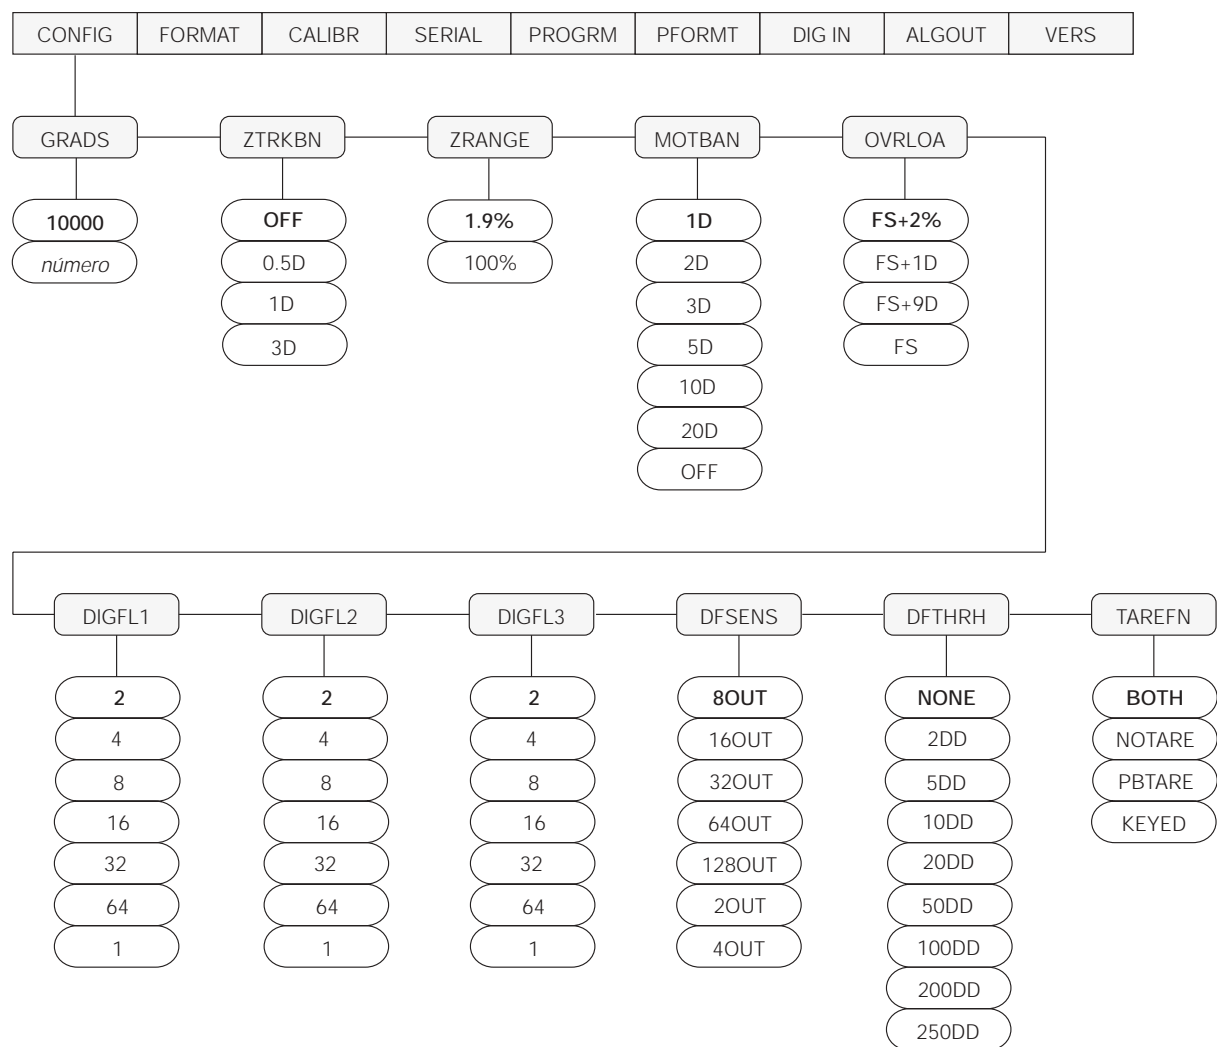 CONFIG FORMAT CALIBR SERIAL PROGRM PFORMT DIG IN ALGOUT VERS
GRADS ZTRKBN ZRANGE MOTBAN OVRLOA
10000 OFF 1.9% 1D FS+2%
número 0.5D 100% 2D FS+1D
1D 3D FS+9D
3D 5D FS
10D
20D
OFF
DIGFL1 DIGFL2 DIGFL3 DFSENS DFTHRH TAREFN
2 2 2 8OUT NONE BOTH
4 4 4 16OUT 2DD NOTARE
8 8 8 32OUT 5DD PBTARE
16 16 16 64OUT 10DD KEYED
32 32 32 128OUT 20DD
64 64 64 2OUT 50DD
1 1 1 4OUT 100DD
200DD
250DD